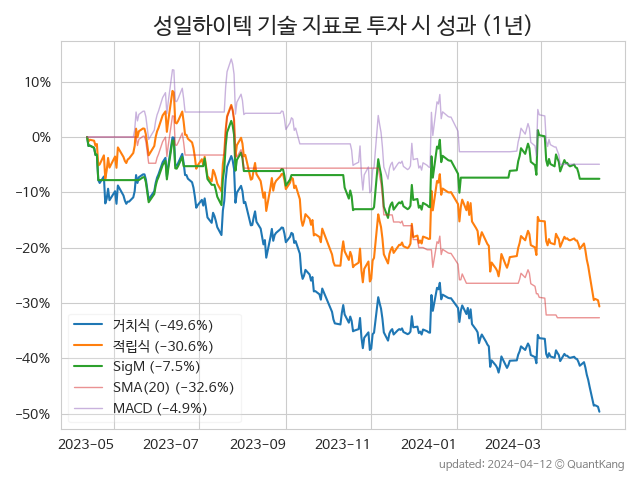 성일하이텍 기술 지표로 투자 시 성과 (1년)
10%
0%
−10%
−20%
−30%
−40%
−50%
거치식 (−49.6%)
적립식 (−30.6%)
SigM (−7.5%)
SMA(20) (−32.6%)
MACD (−4.9%)
2023−05
2023−07
2023−09
2023−11
2024−01
2024−03
updated: 2024−04−12 ⓒ QuantKang